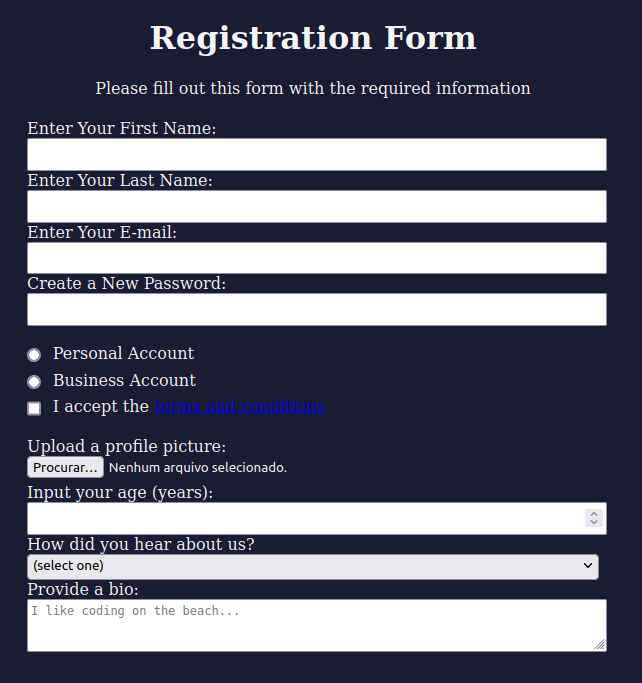 Registration Form
Please fill out this form with the required information
Enter Your First Name:
Enter Your Last Name:
Enter Your E-mail:
Create a New Password:
Personal Account
Business Account
I accept the terms and conditions
Upload a profile picture:
Procurar... Nenhum arquivo selecionado.
Input your age (years):
How did you hear about us?
(select one)
Provide a bio:
I like coding on the beach...